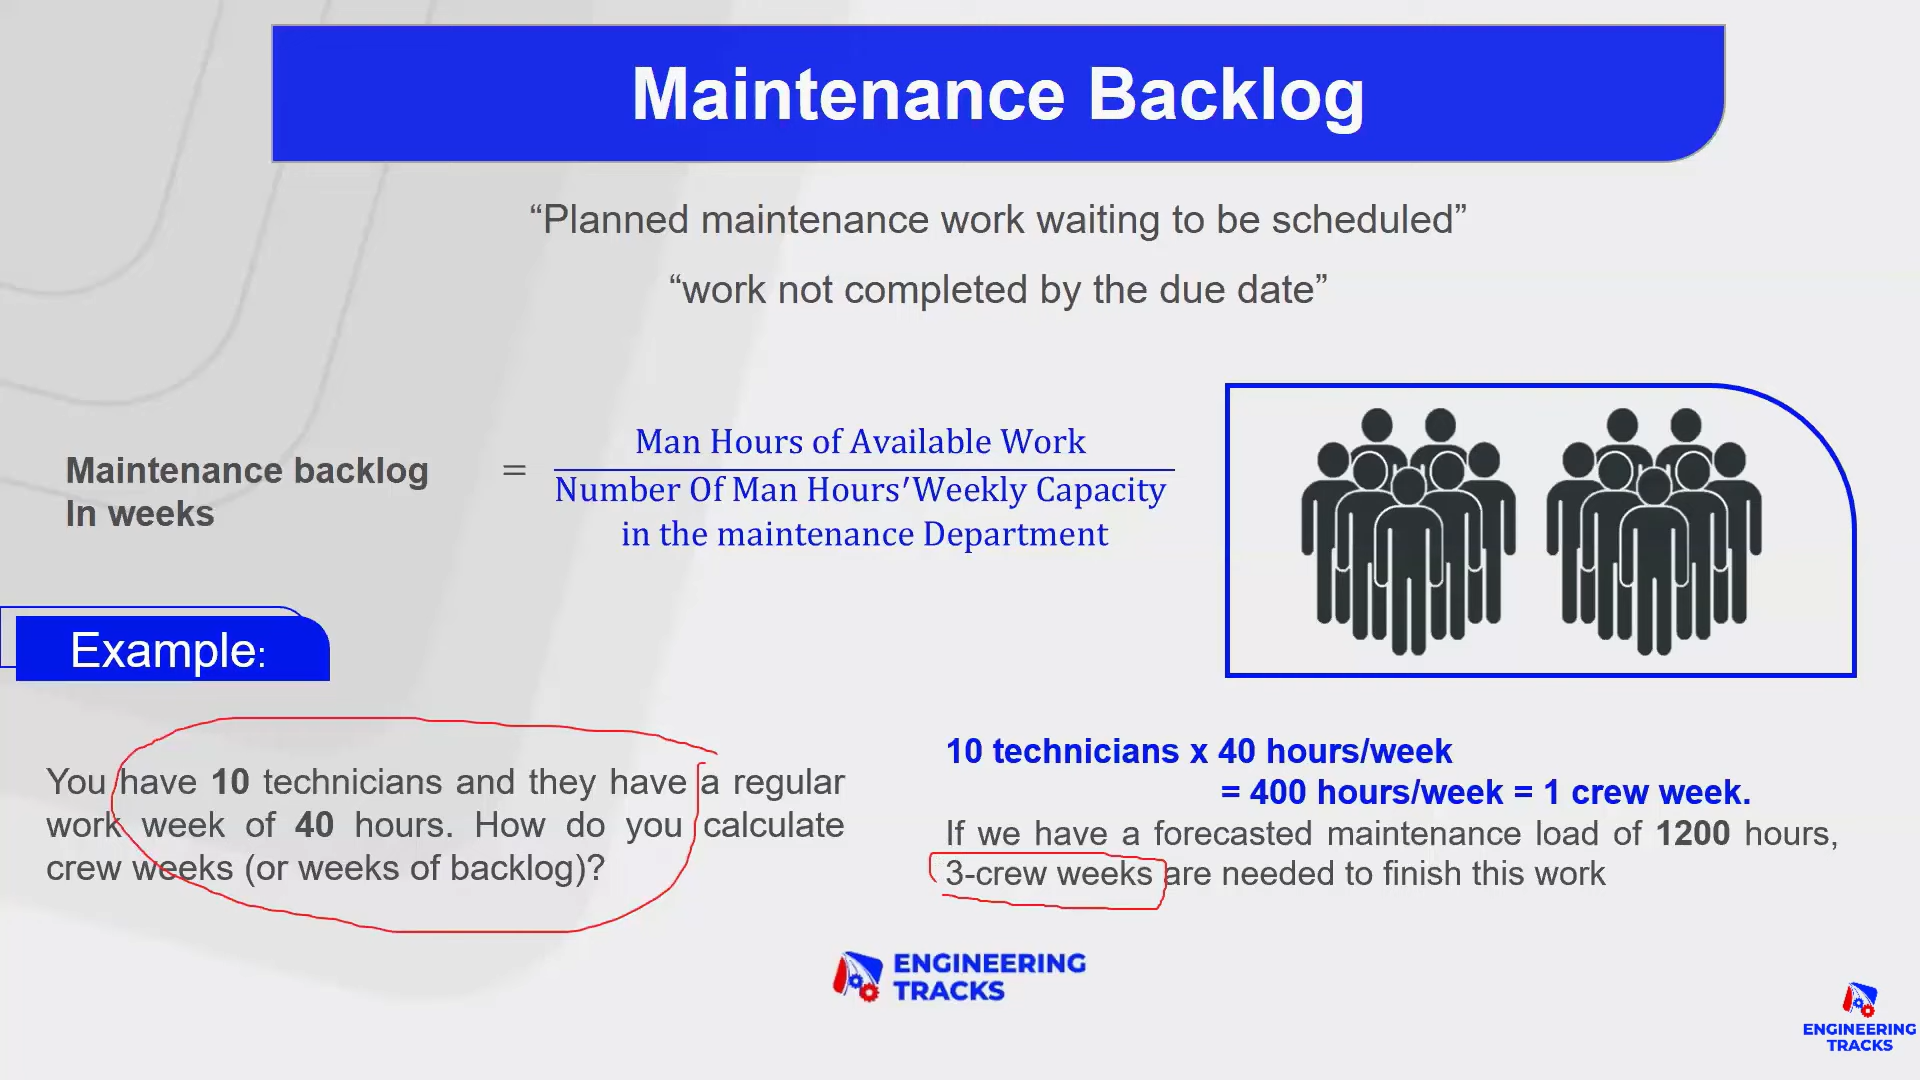 Maintenance Backlog
“Planned maintenance work waiting to be scheduled”
“work not completed by the due date”
Maintenance backlog
In weeks
=
Man Hours of Available Work
Number Of Man Hours′Weekly Capacity
in the maintenance Department
Example:
You have 10 technicians and they have a regular
work week of 40 hours. How do you calculate
crew weeks (or weeks of backlog)?
10 technicians x 40 hours/week
= 400 hours/week = 1 crew week.
If we have a forecasted maintenance load of 1200 hours,
3-crew weeks are needed to finish this work
ENGINEERING
TRACKS
ENGINEERING
TRACKS